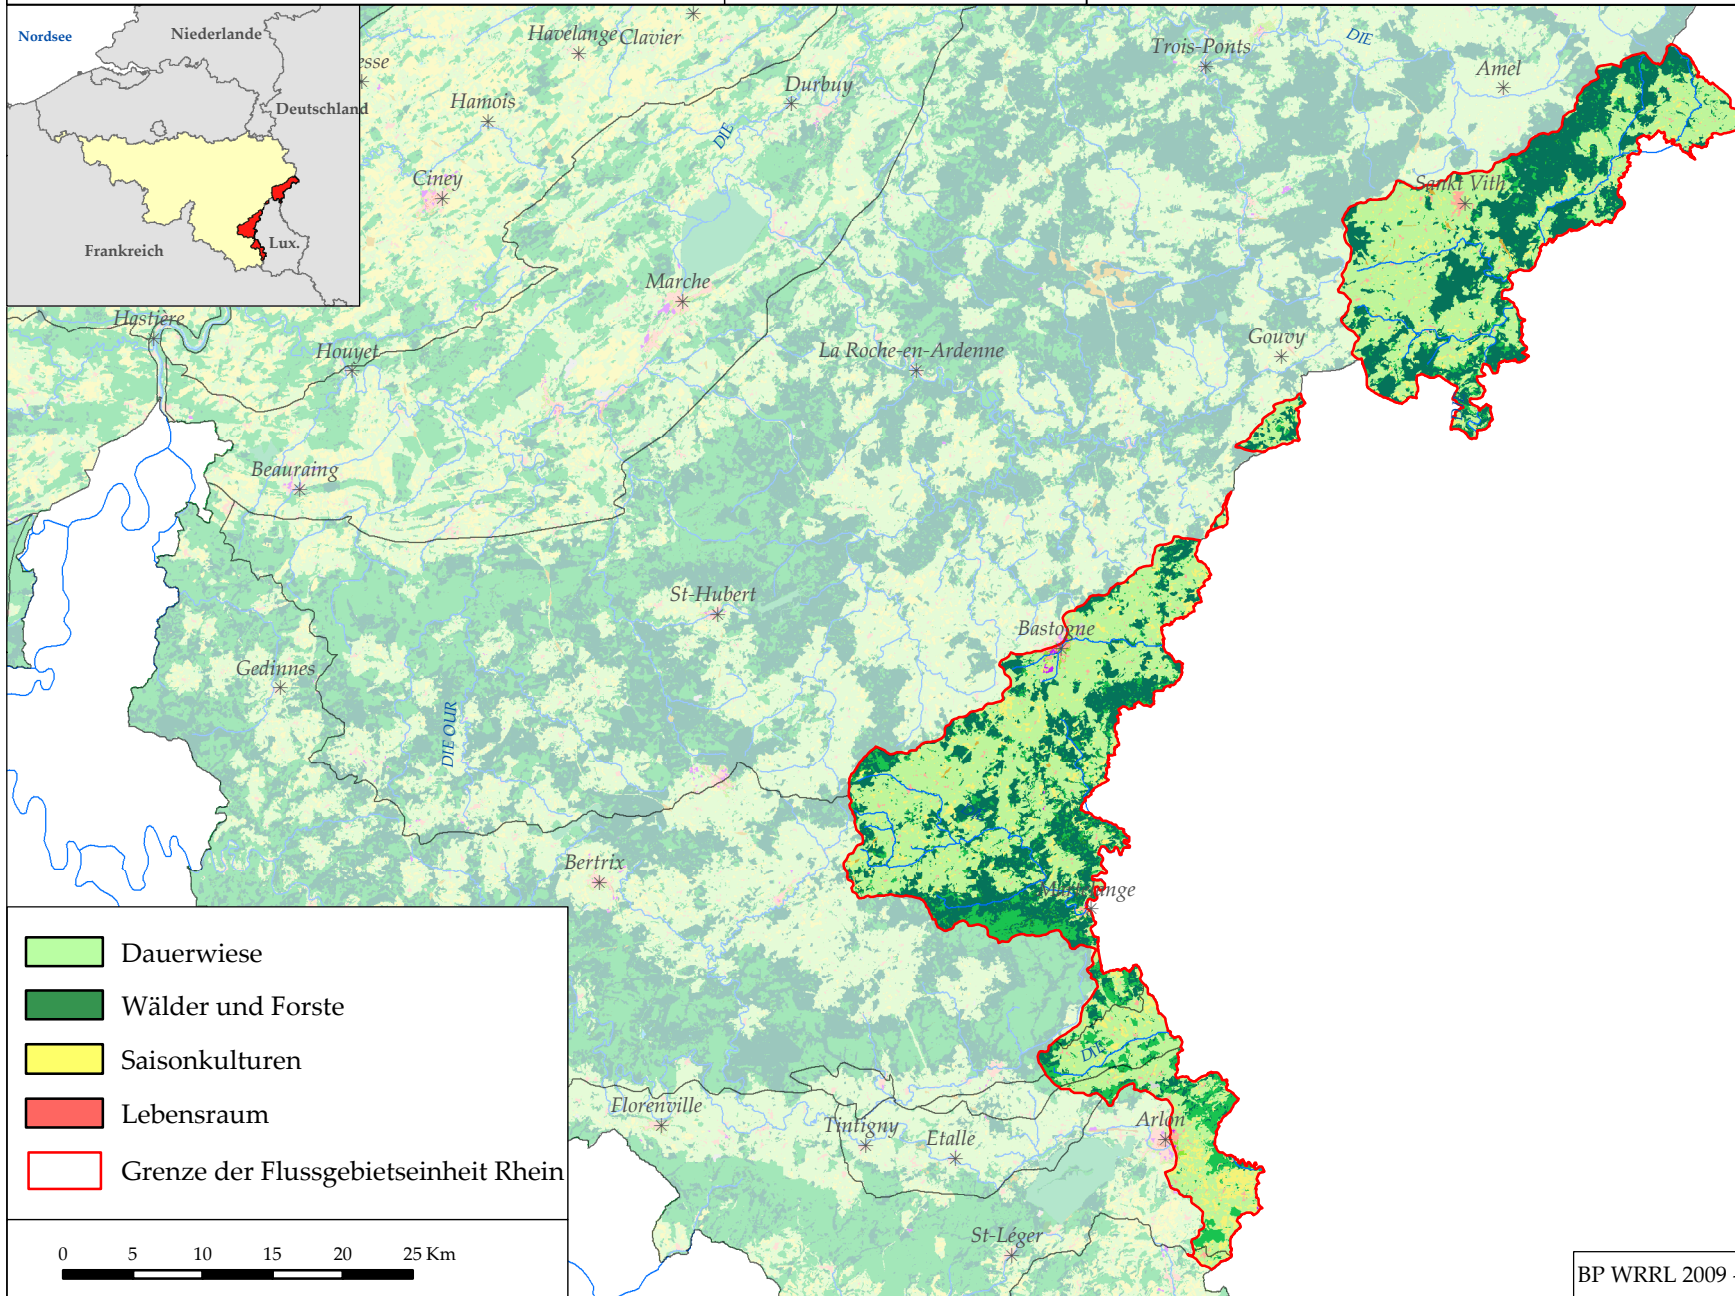 Nordsee
Niederlande
Deutschland
Frankreich
Lux.
Havelange
Clavier
esse
Hamois
Durbuy
DIE
Trois-Ponts
DIE
Amel
Ciney
Sankt Vith
Marche
Hastière
Houyet
La Roche-en-Ardenne
Gouvy
Beauraing
St-Hubert
Bastogne
Gedinnes
DIE OUR
Bertrix
Martelange
DIE
Florenville
Tintigny
Etalle
Arlon
St-Léger
Dauerwiese
Wälder und Forste
Saisonkulturen
Lebensraum
Grenze der Flussgebietseinheit Rhein
0 5 10 15 20 25 Km
BP WRRL 2009 -